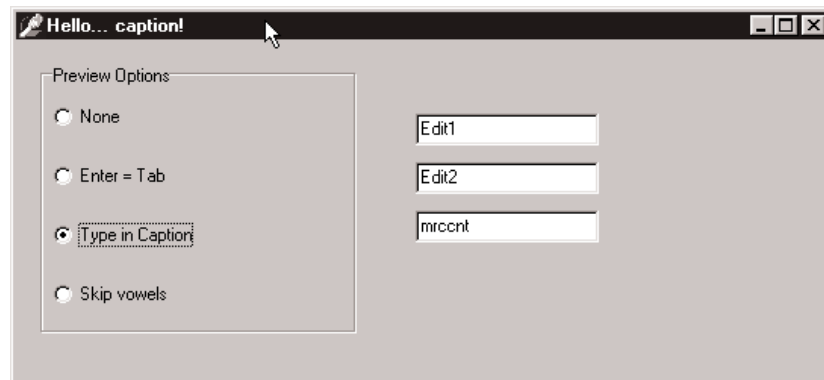 Hello... caption!
Preview Options
None
Enter = Tab
Type in Caption
Skip vowels
Edit1
Edit2
mrccnt